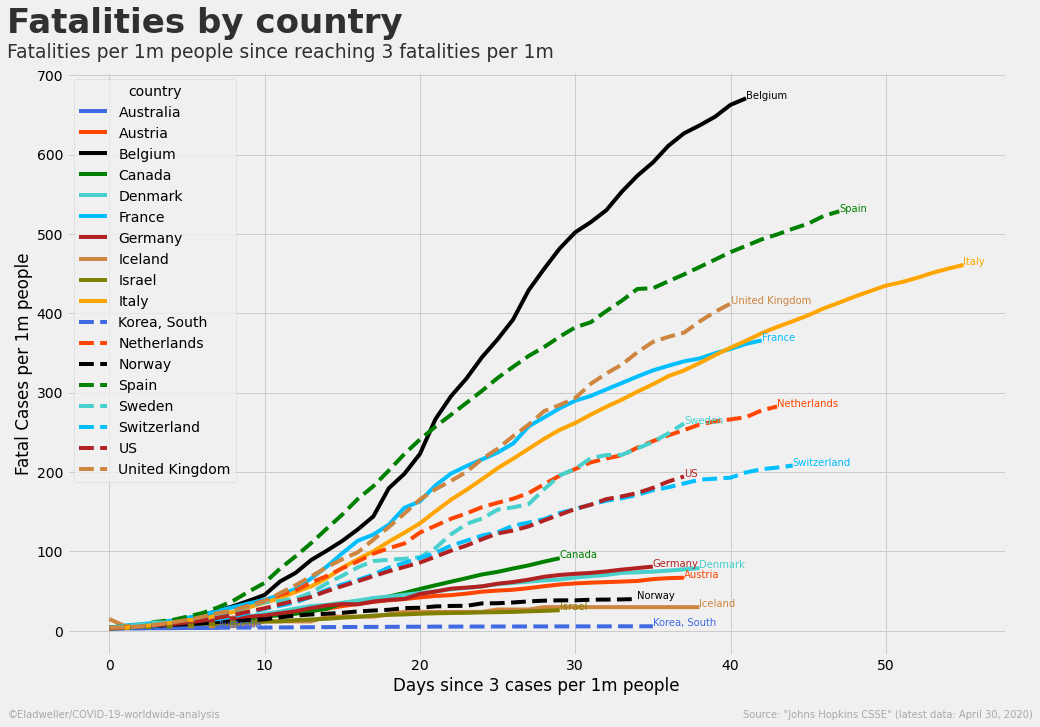 Fatalities by country
Fatalities per 1m people since reaching 3 fatalities per 1m
700
600
500
400
300
200
100
0
Fatal Cases per 1m people
country
Australia
Austria
Belgium
Canada
Denmark
France
Germany
Iceland
Israel
Italy
Korea, South
Netherlands
Norway
Spain
Sweden
Switzerland
US
United Kingdom
Belgium
Spain
Italy
United Kingdom
France
Netherlands
Sweden
Switzerland
US
Canada
Germany
Denmark
Austria
Norway
Iceland
Israel
Korea, South
0
10
20
30
40
50
Days since 3 cases per 1m people
©Eladweller/COVID-19-worldwide-analysis
Source: "Johns Hopkins CSSE" (latest data: April 30, 2020)